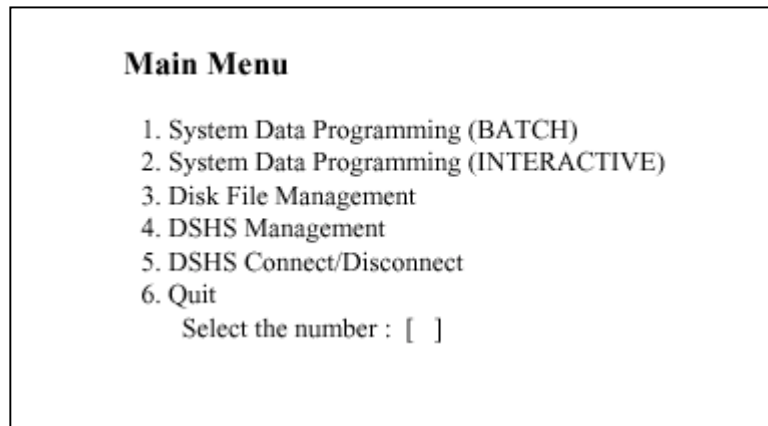 Main Menu
1. System Data Programming (BATCH)
2. System Data Programming (INTERACTIVE)
3. Disk File Management
4. DSHS Management
5. DSHS Connect/Disconnect
6. Quit
Select the number : [ ]